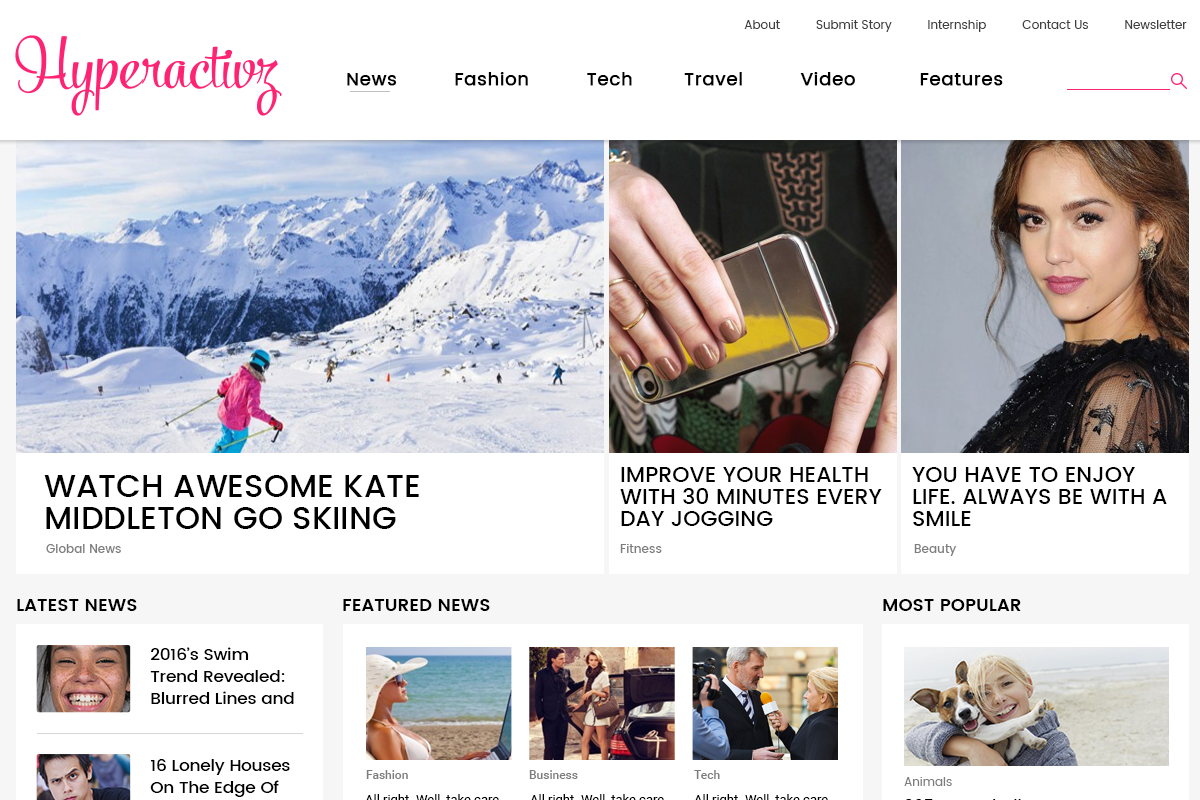 About Submit Story Internship Contact Us Newsletter
Hyperactivz
News Fashion Tech Travel Video Features
WATCH AWESOME KATE
MIDDLETON GO SKIING
Global News
IMPROVE YOUR HEALTH
WITH 30 MINUTES EVERY
DAY JOGGING
Fitness
YOU HAVE TO ENJOY
LIFE. ALWAYS BE WITH A
SMILE
Beauty
LATEST NEWS
2016's Swim
Trend Revealed:
Blurred Lines and
16 Lonely Houses
On The Edge Of
FEATURED NEWS
Fashion
All right. Well, take care
Business
All right. Well, take care
Tech
All right. Well, take care
MOST POPULAR
Animals